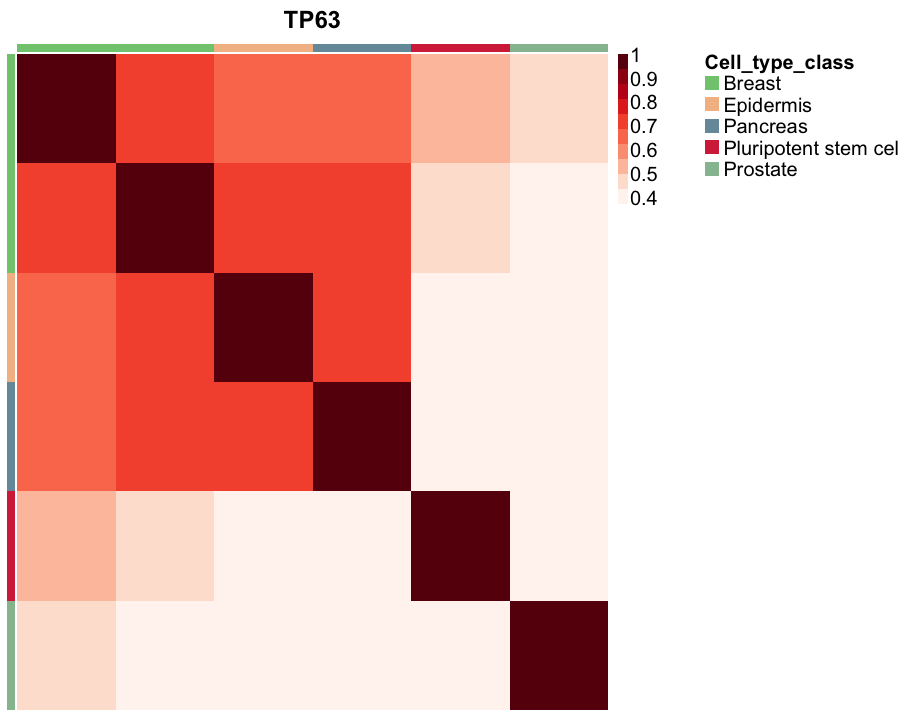 TP63
1
0.9
0.8
0.7
0.6
0.5
0.4
Cell_type_class
Breast
Epidermis
Pancreas
Pluripotent stem cel
Prostate